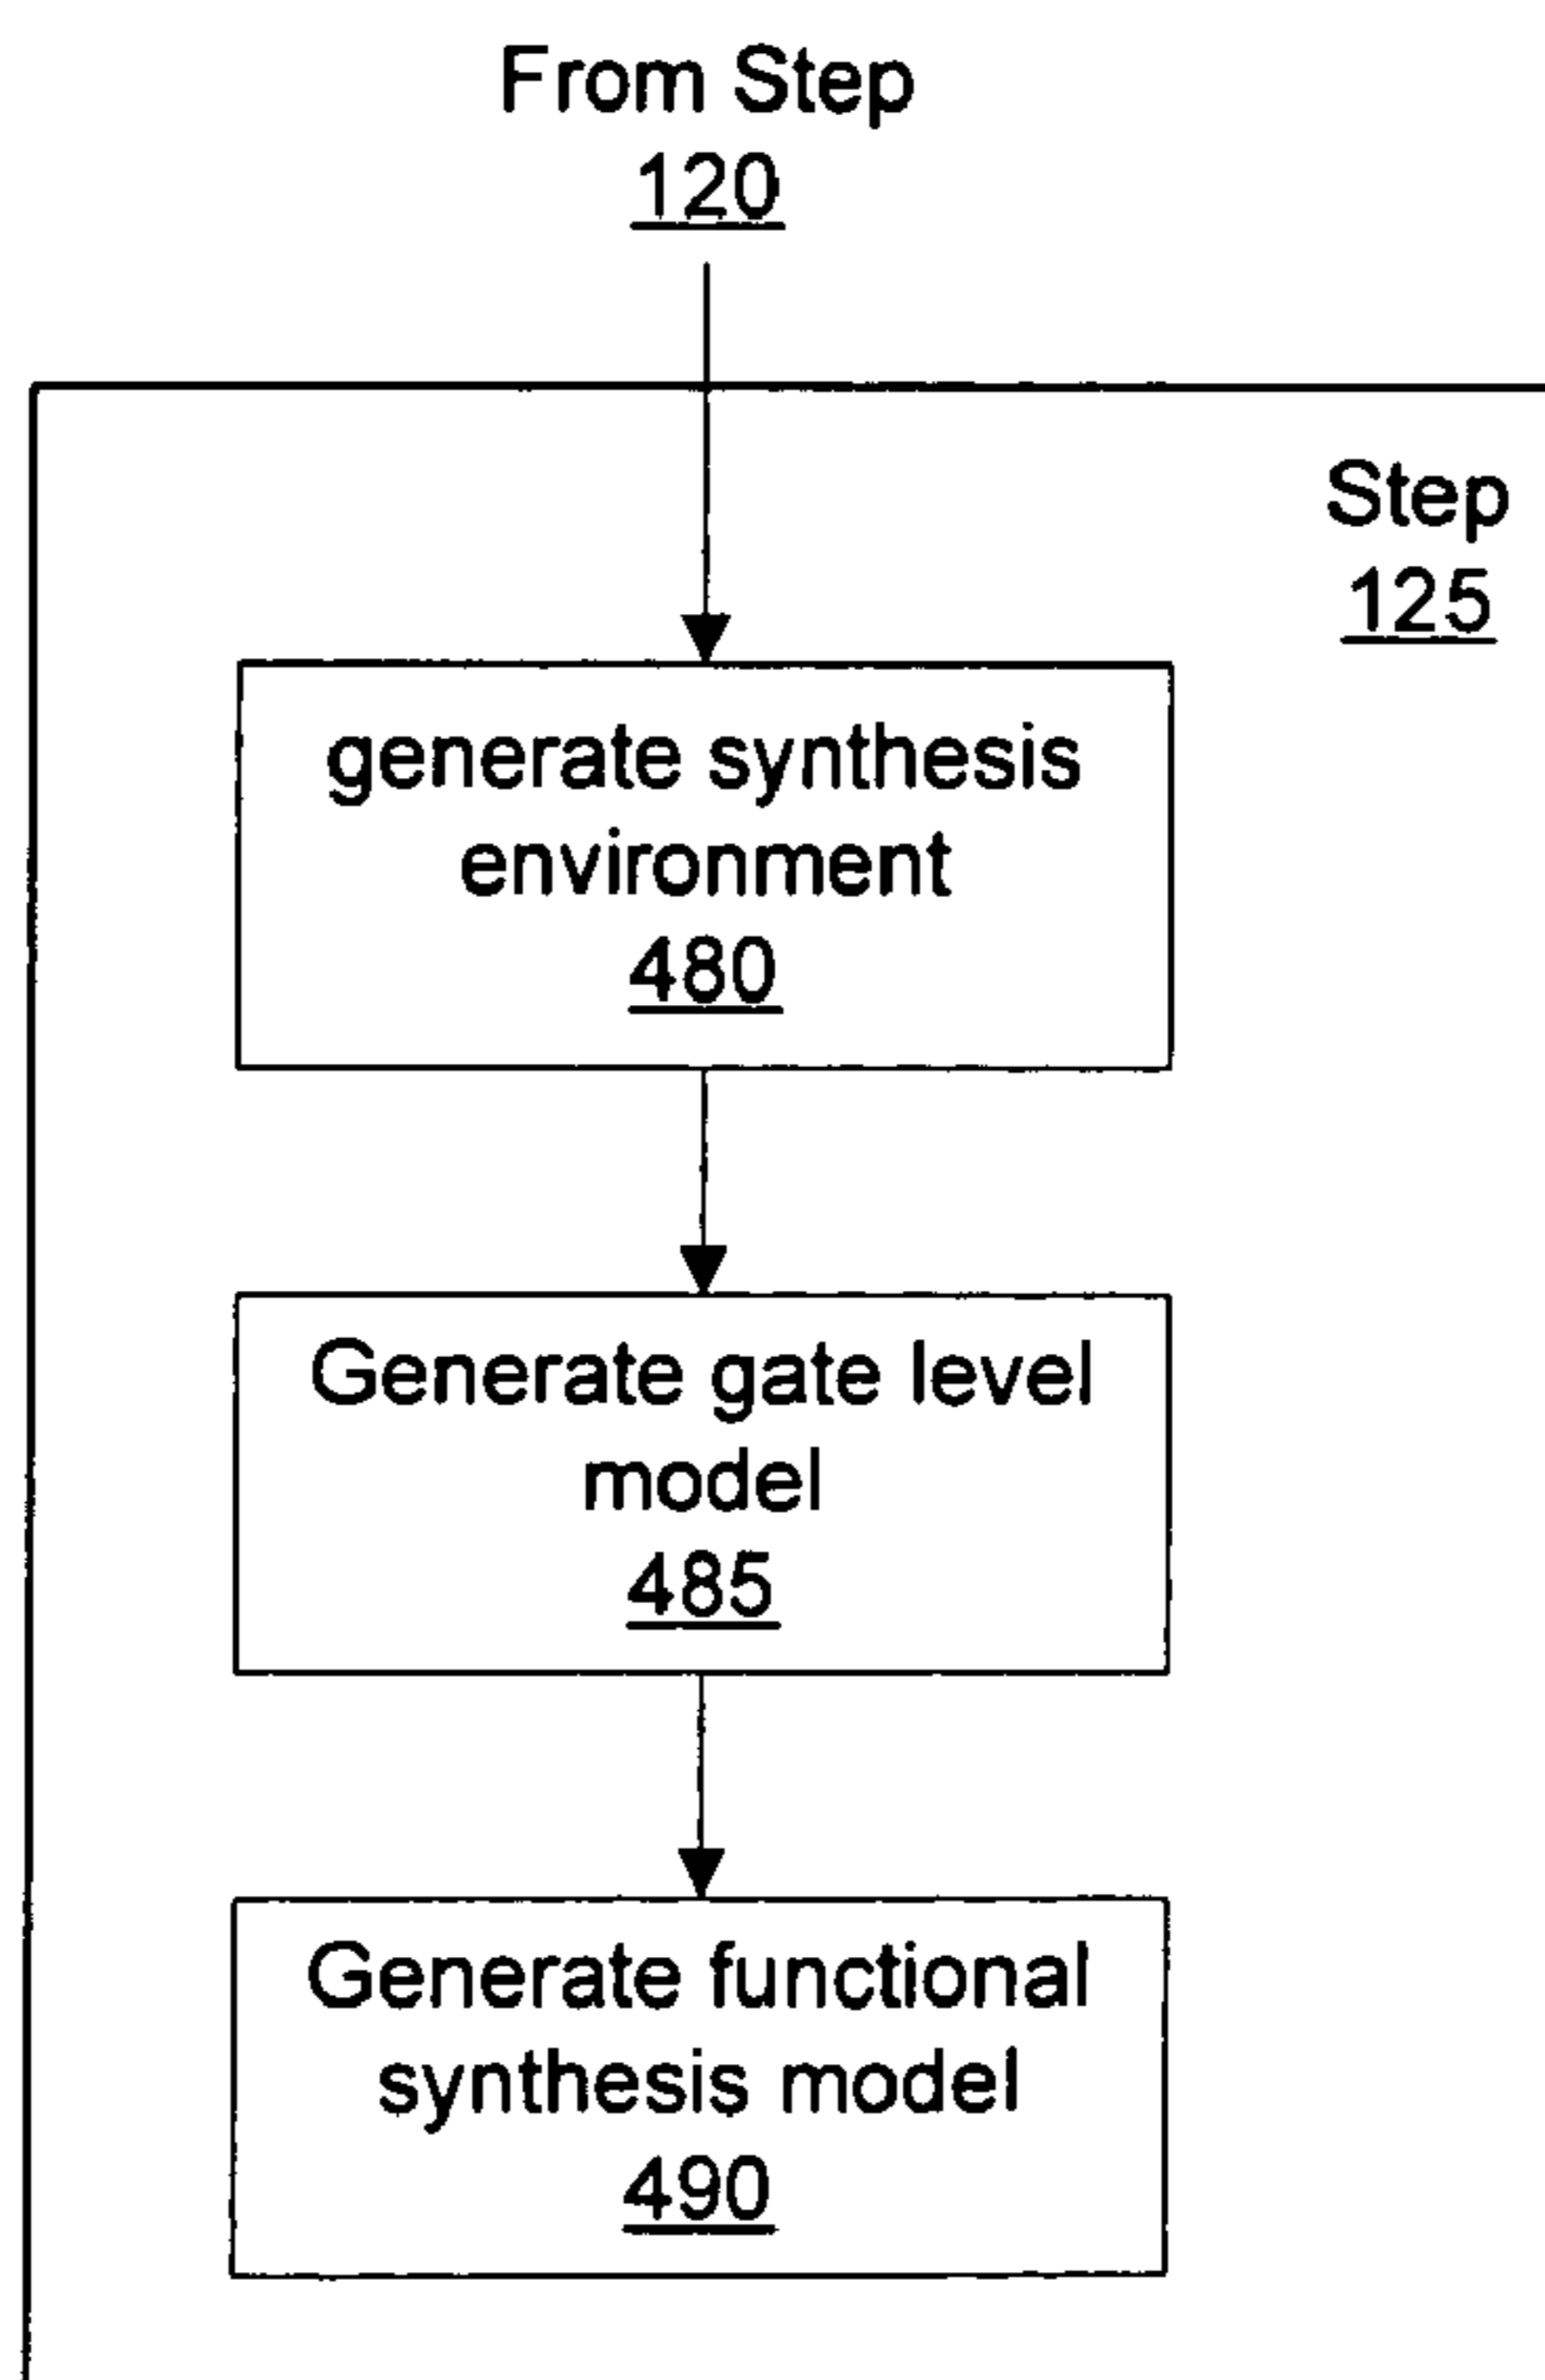 From Step
120
Step
125
generate synthesis
environment
480
Generate gate level
model
485
Generate functional
synthesis model
490